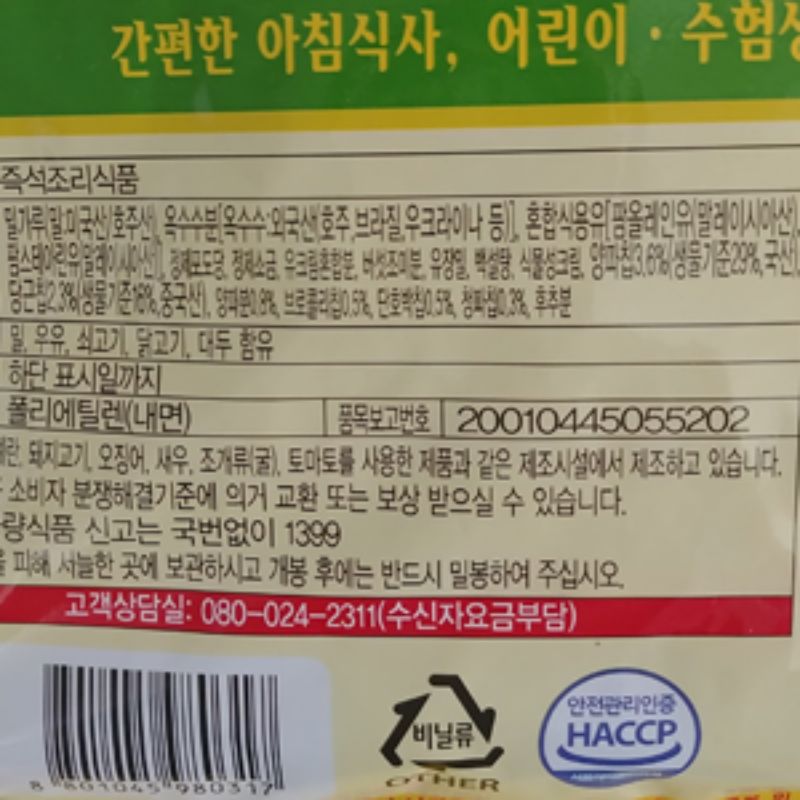 간편한 아침식사, 어린이·수험생
즉석조리식품
밀가루[밀:미국산(호주산)], 옥수수분[옥수수:외국산(호주,브라질,우크라이나 등)], 혼합식용유[팜올레인유(말레이시아산),
팜스테아린유(말레이시아산)], 정제포도당, 정제소금, 유크림혼합분, 버섯조미분, 유장밀, 백설탕, 식물성크림, 양파칩3.6%(생물기준29%,국산)
당근칩2.3%(생물기준16%,중국산), 양파분0.8%, 브로콜리칩0.5%, 단호박칩0.5%, 청파칩0.3%, 후추분
밀, 우유, 쇠고기, 닭고기, 대두 함유
하단 표시일까지
폴리에틸렌(내면) 품목보고번호 20010445055202
란, 돼지고기, 오징어, 새우, 조개류(굴), 토마토를 사용한 제품과 같은 제조시설에서 제조하고 있습니다.
소비자 분쟁해결기준에 의거 교환 또는 보상 받으실 수 있습니다.
량식품 신고는 국번없이 1399
을 피해 서늘한 곳에 보관하시고 개봉 후에는 반드시 밀봉하여 주십시오.
고객상담실: 080-024-2311(수신자요금부담)
안전관리인증
비닐류 HACCP
OTHER
8 801045 980317